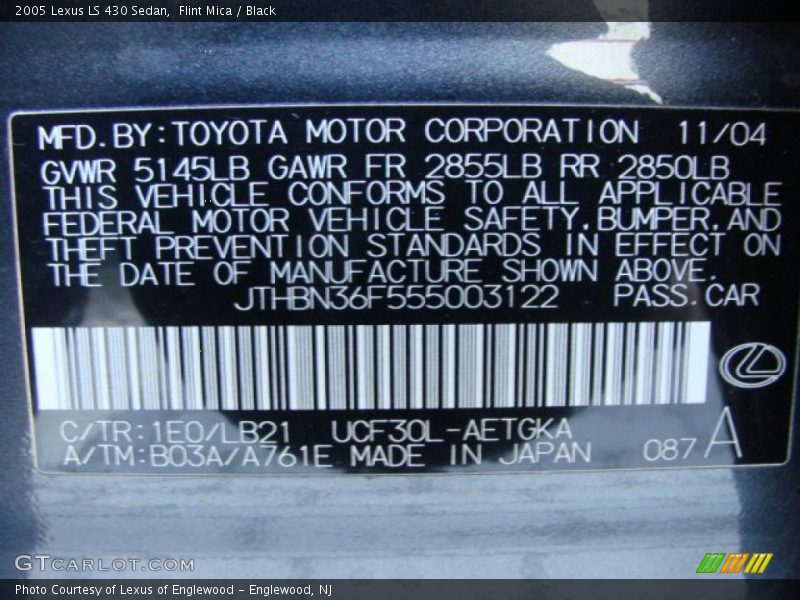 2005 Lexus LS 430 Sedan,  Flint Mica / Black
MFD.BY:TOYOTA MOTOR CORPORATION 11/04
GVWR 5145LB GAWR FR 2855LB RR 2850LB
THIS VEHICLE CONFORMS TO ALL APPLICABLE
FEDERAL MOTOR VEHICLE SAFETY,BUMPER,AND
THEFT PREVENTION STANDARDS IN EFFECT ON
THE DATE OF MANUFACTURE SHOWN ABOVE.
JTHBN36F555003122 PASS.CAR
C/TR:1E0/LB21 UCF30L-AETGKA
A/TM:B03A/A761E MADE IN JAPAN 087 A
GTCARLOT.COM
Photo Courtesy of Lexus of Englewood – Englewood, NJ